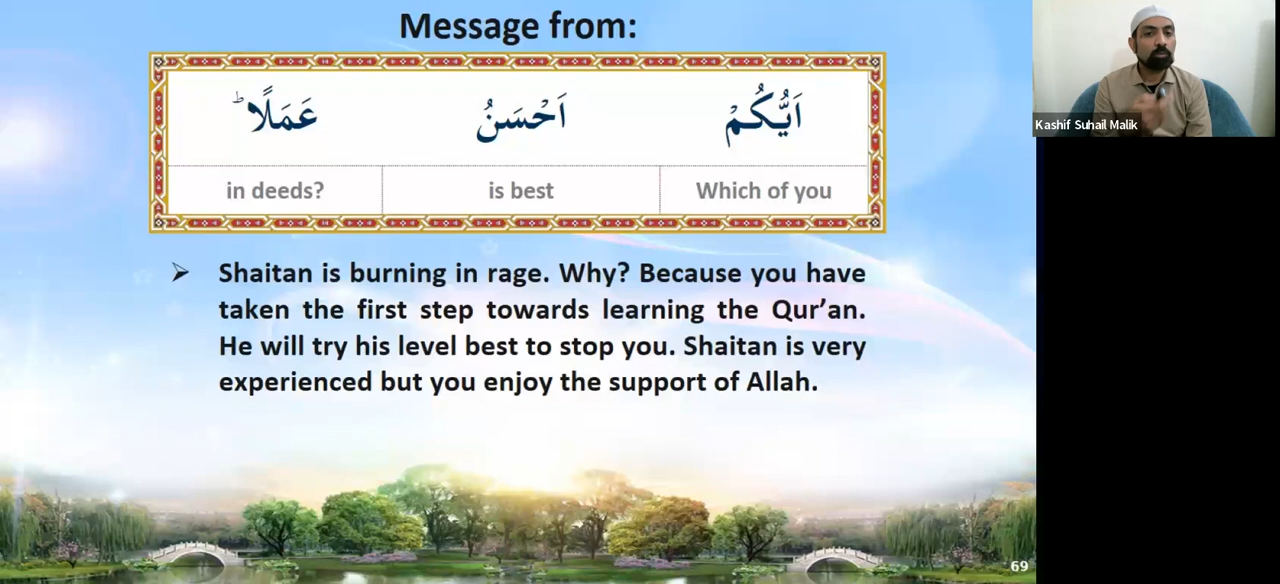 Message from:
اَيُّكُمْ اَحْسَنُ عَمَلًا ؕ
Which of you is best in deeds?
➢ Shaitan is burning in rage. Why? Because you have
taken the first step towards learning the Qur’an.
He will try his level best to stop you. Shaitan is very
experienced but you enjoy the support of Allah.
69
Kashif Suhail Malik